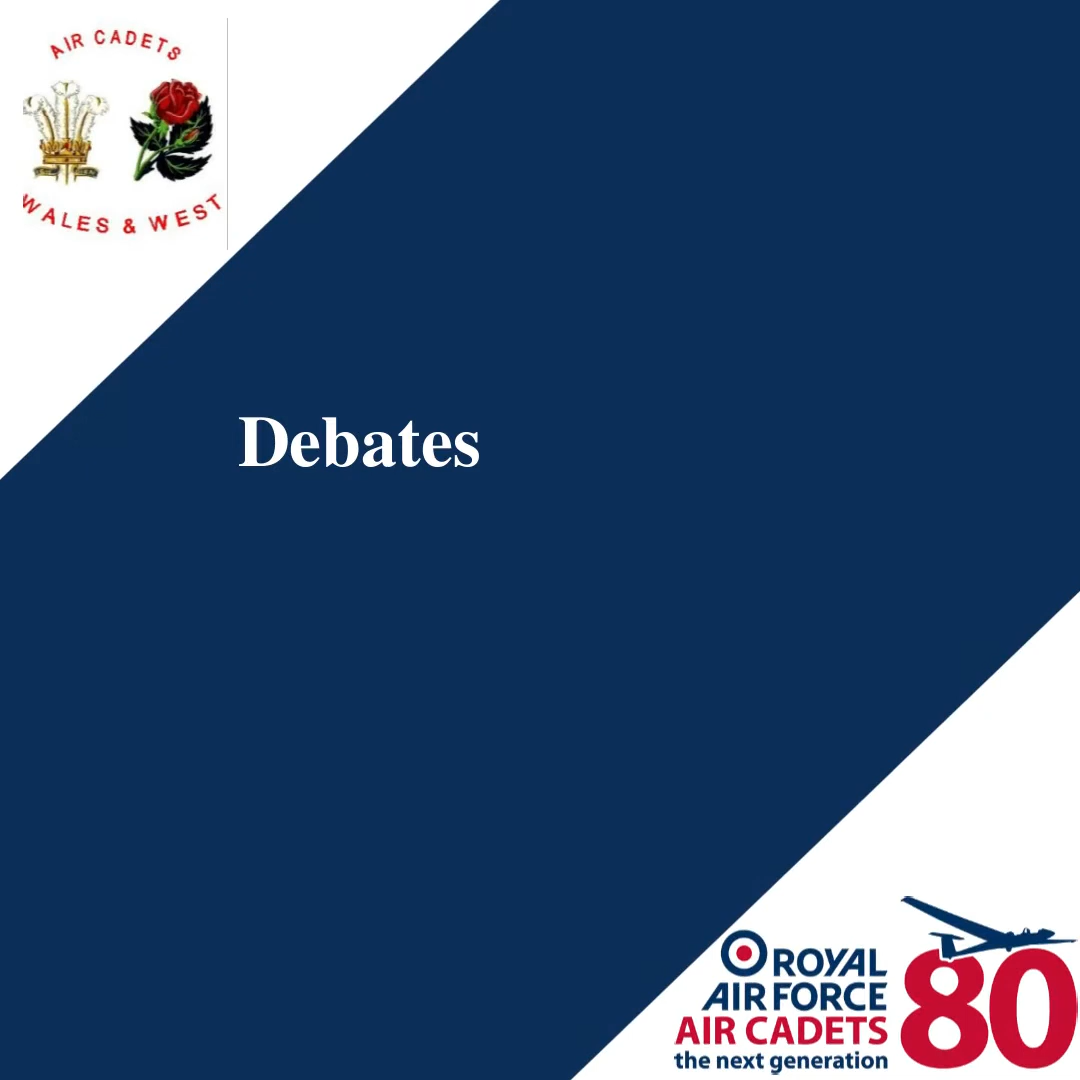 AIR CADETS
WALES & WEST
Debates
ROYAL
AIR FORCE
AIR CADETS
the next generation
80